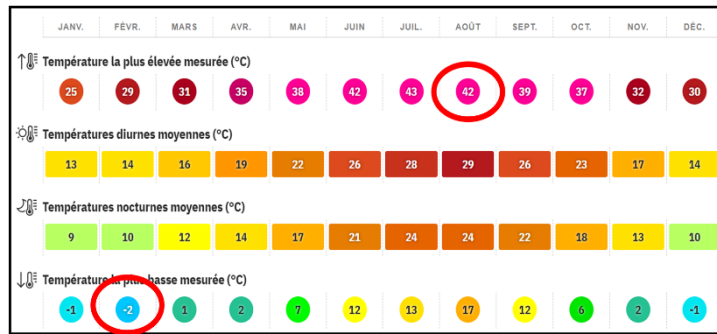 JANV. FÉVR. MARS AVR. MAI JUIN JUIL. AOÛT SEPT. OCT. NOV. DÉC.
Température la plus élevée mesurée (°C)
25 29 31 35 38 42 43 42 39 37 32 30
Températures diurnes moyennes (°C)
13 14 16 19 22 26 28 29 26 23 17 14
Températures nocturnes moyennes (°C)
9 10 12 14 17 21 24 24 22 18 13 10
Température la plus basse mesurée (°C)
-1 -2 1 2 7 12 13 17 12 6 2 -1